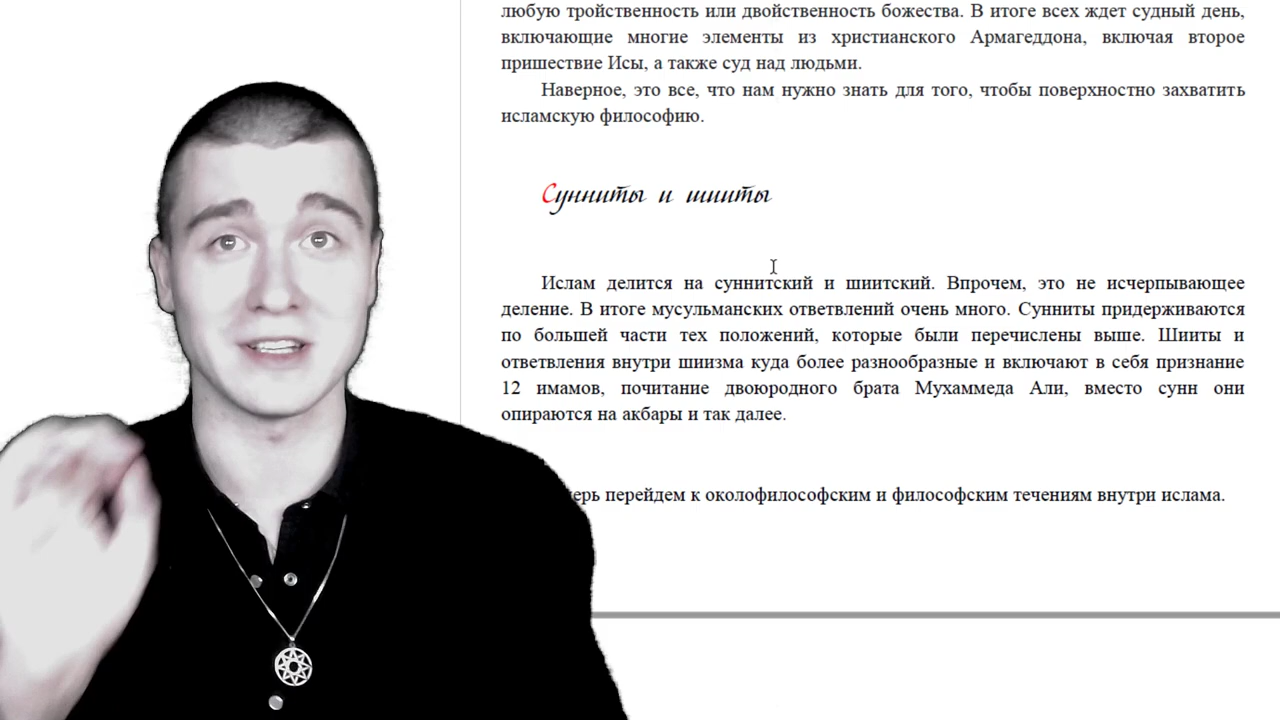 любую тройственность или двойственность божества. В итоге всех ждет судный день,
включающие многие элементы из христианского Армагеддона, включая второе
пришествие Исы, а также суд над людьми.
Наверное, это все, что нам нужно знать для того, чтобы поверхностно захватить
исламскую философию.
Сунниты и шииты
Ислам делится на суннитский и шиитский. Впрочем, это не исчерпывающее
деление. В итоге мусульманских ответвлений очень много. Сунниты придерживаются
по большей части тех положений, которые были перечислены выше. Шииты и
ответвления внутри шиизма куда более разнообразные и включают в себя признание
12 имамов, почитание двоюродного брата Мухаммеда Али, вместо сунн они
опираются на акбары и так далее.
перейдем к околофилософским и философским течениям внутри ислама.